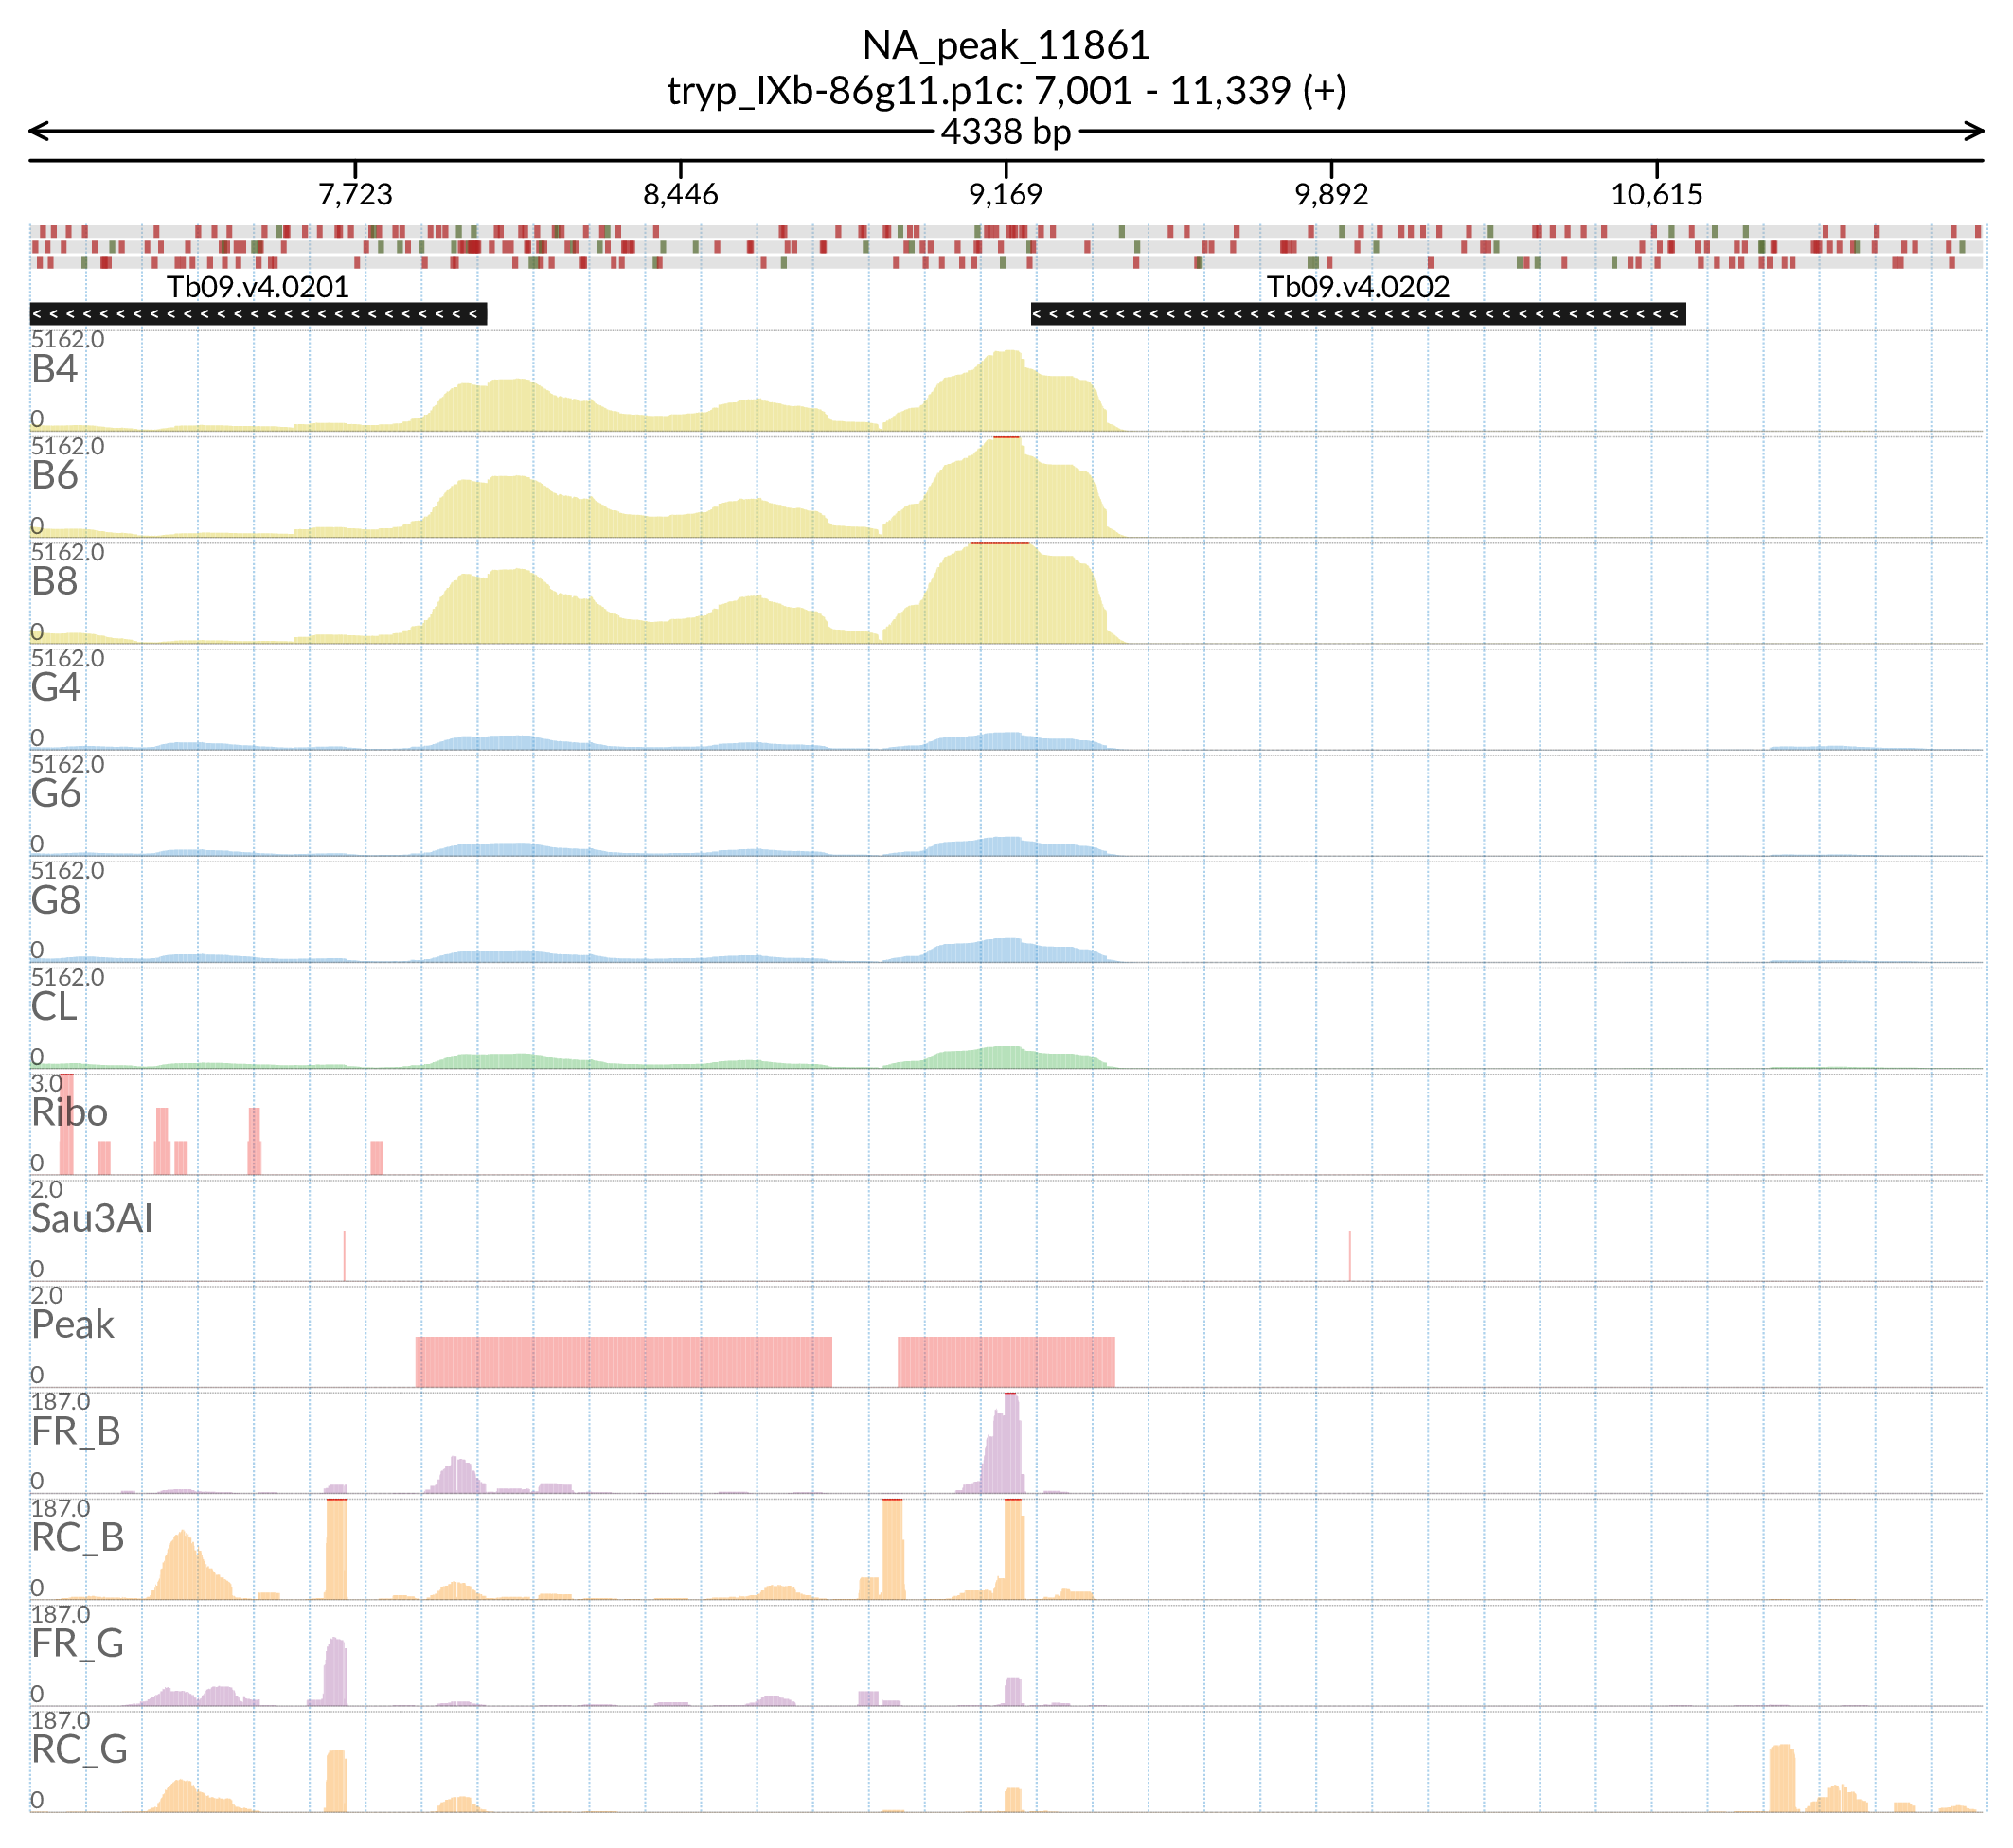 NA_peak_11861
tryp_IXb-86g11.p1c: 7,001 - 11,339 (+)
4338 bp
7,723 8,446 9,169 9,892 10,615
Tb09.v4.0201 Tb09.v4.0202
5162.0
B4
0
5162.0
B6
0
5162.0
B8
0
5162.0
G4
0
5162.0
G6
0
5162.0
G8
0
5162.0
CL
0
3.0
Ribo
0
2.0
Sau3AI
0
2.0
Peak
0
187.0
FR_B
0
187.0
RC_B
0
187.0
FR_G
0
187.0
RC_G
0